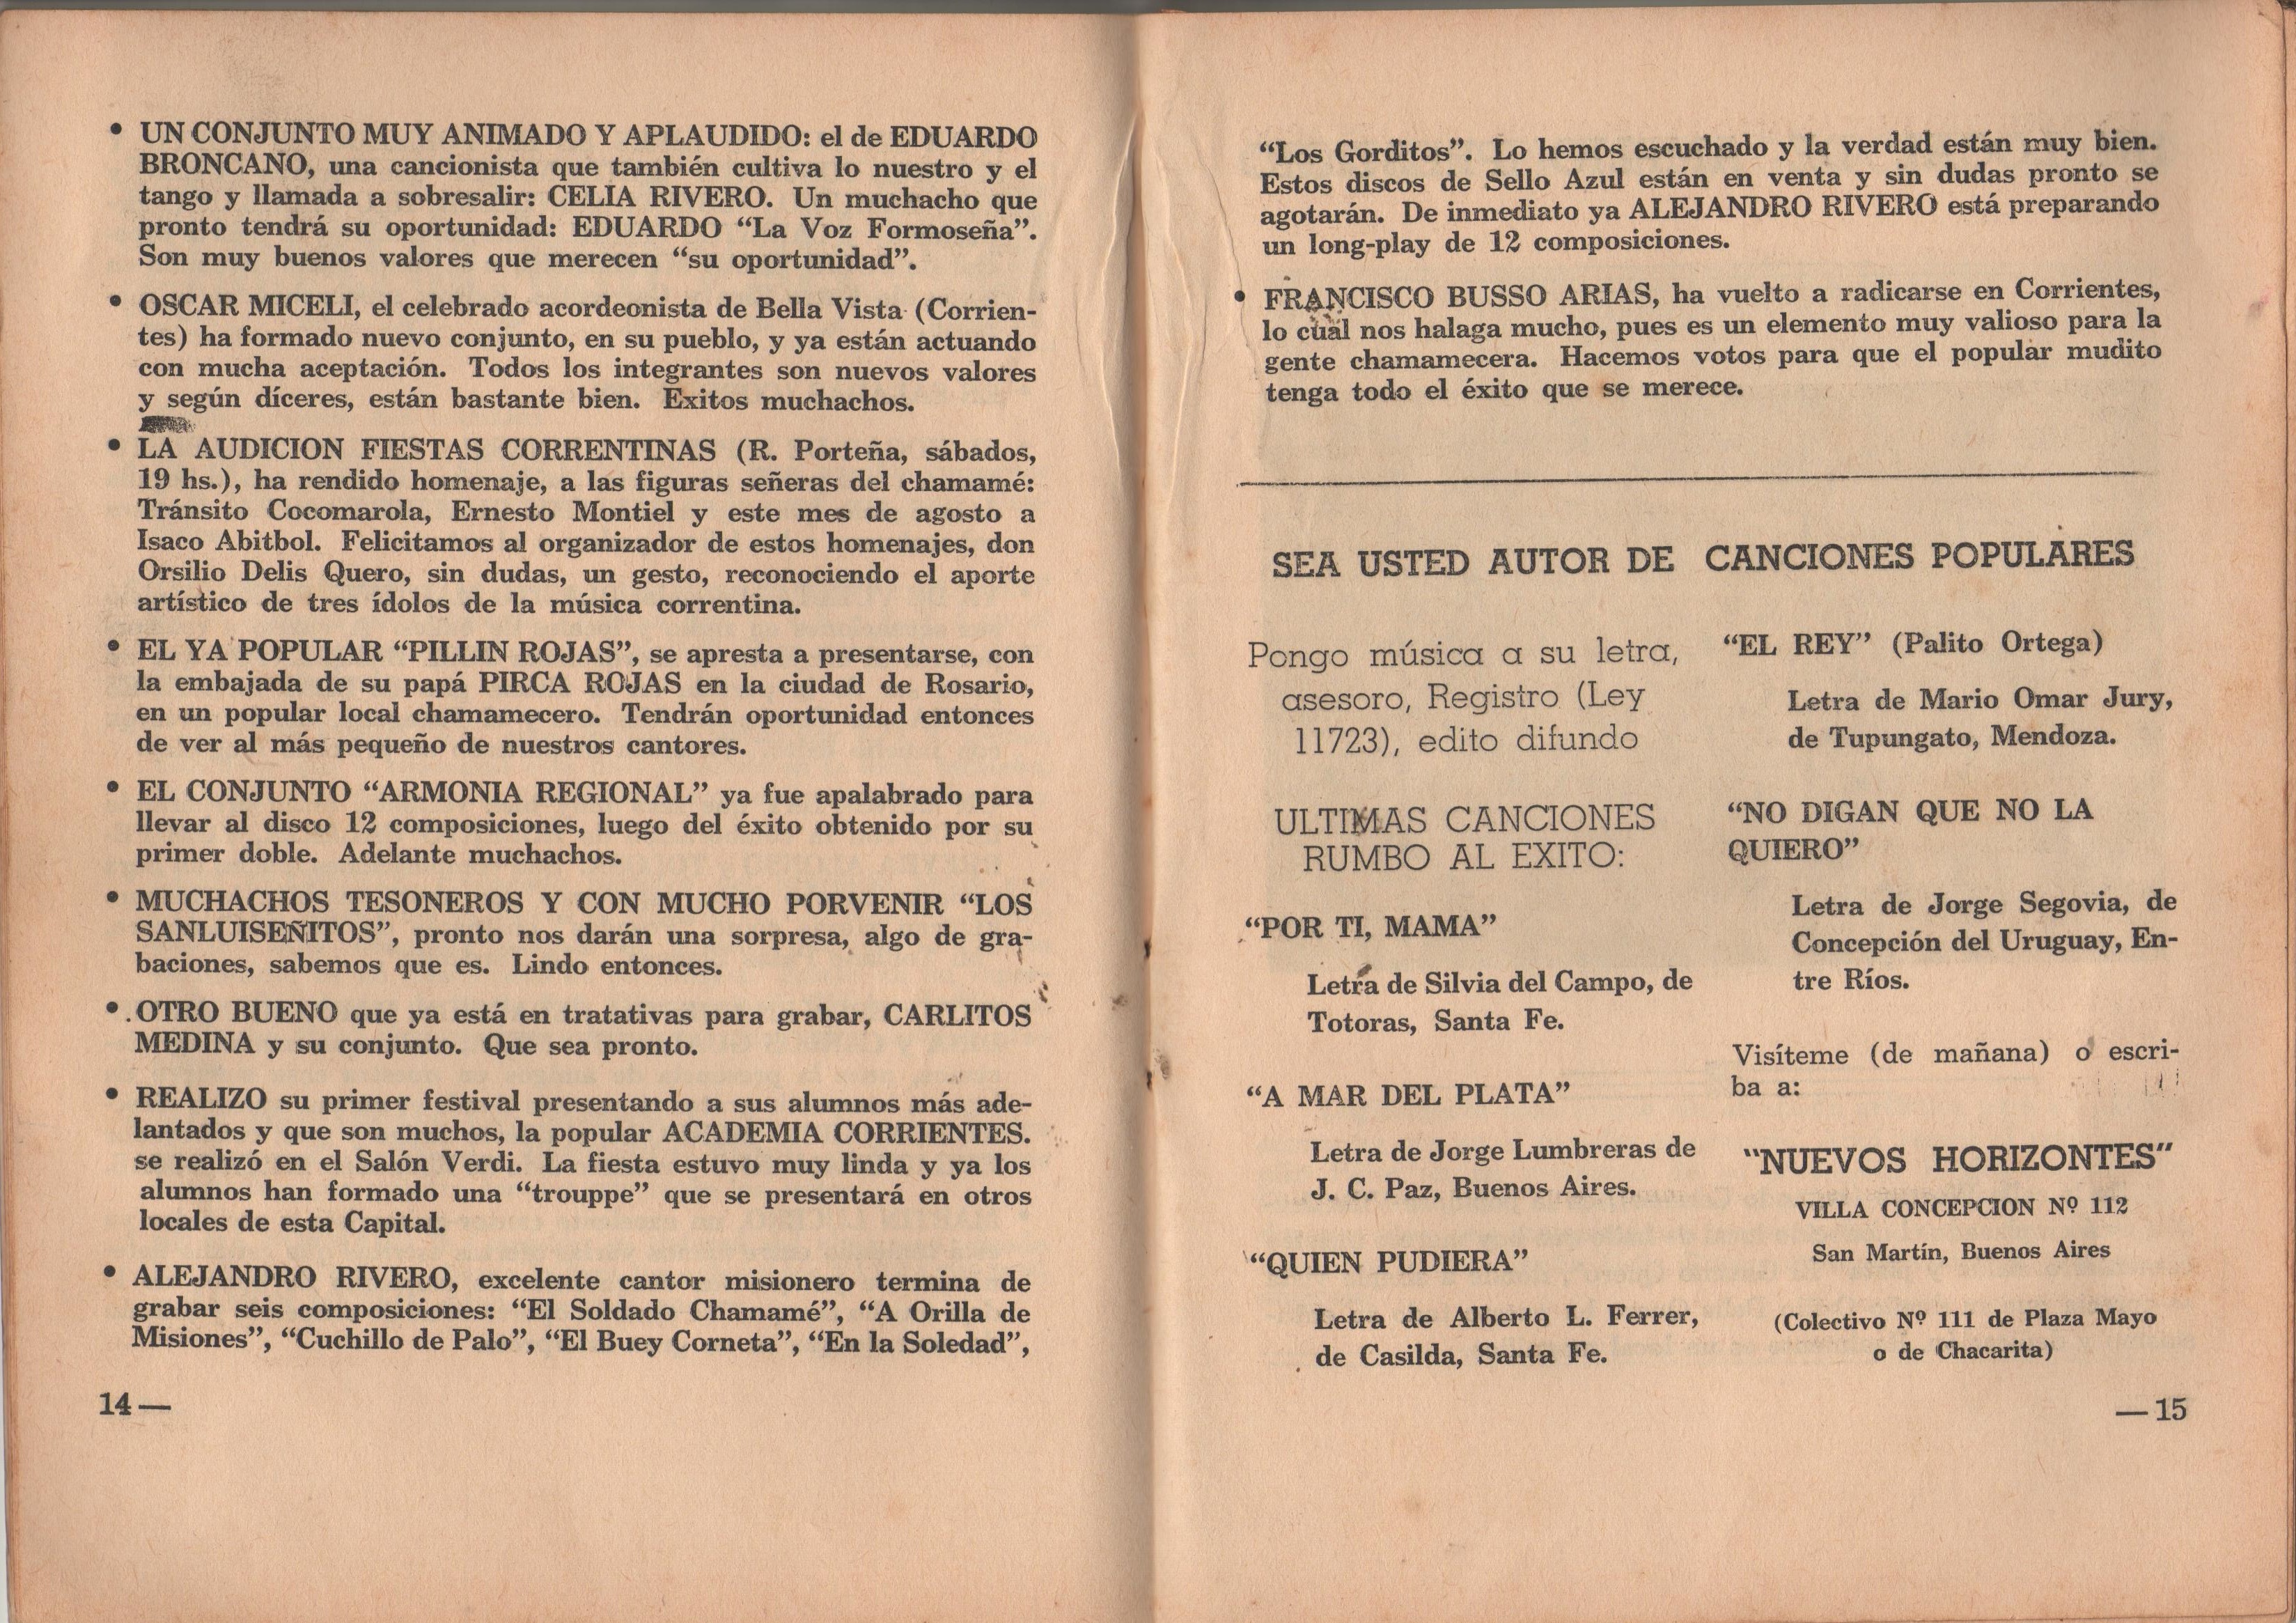 • UN CONJUNTO MUY ANIMADO Y APLAUDIDO: el de EDUARDO
BRONCANO, una cancionista que también cultiva lo nuestro y el
tango y llamada a sobresalir: CELIA RIVERO. Un muchacho que
pronto tendrá su oportunidad: EDUARDO “La Voz Formoseña”.
Son muy buenos valores que merecen “su oportunidad”.
• OSCAR MICELI, el celebrado acordeonista de Bella Vista (Corrien-
tes) ha formado nuevo conjunto, en su pueblo, y ya están actuando
con mucha aceptación. Todos los integrantes son nuevos valores
y según díceres, están bastante bien. Exitos muchachos.
• LA AUDICION FIESTAS CORRENTINAS (R. Porteña, sábados,
19 hs.), ha rendido homenaje, a las figuras señeras del chamamé:
Tránsito Cocomarola, Ernesto Montiel y este mes de agosto a
Isaco Abitbol. Felicitamos al organizador de estos homenajes, don
Orsilio Delis Quero, sin dudas, un gesto, reconociendo el aporte
artístico de tres ídolos de la música correntina.
• EL YA POPULAR “PILLIN ROJAS”, se apresta a presentarse, con
la embajada de su papá PIRCA ROJAS en la ciudad de Rosario,
en un popular local chamamecero. Tendrán oportunidad entonces
de ver al más pequeño de nuestros cantores.
• EL CONJUNTO “ARMONIA REGIONAL” ya fue apalabrado para
llevar al disco 12 composiciones, luego del éxito obtenido por su
primer doble. Adelante muchachos.
• MUCHACHOS TESONEROS Y CON MUCHO PORVENIR “LOS
SANLUISEÑITOS”, pronto nos darán una sorpresa, algo de gra-
baciones, sabemos que es. Lindo entonces.
• OTRO BUENO que ya está en tratativas para grabar, CARLITOS
MEDINA y su conjunto. Que sea pronto.
• REALIZO su primer festival presentando a sus alumnos más ade-
lantados y que son muchos, la popular ACADEMIA CORRIENTES.
se realizó en el Salón Verdi. La fiesta estuvo muy linda y ya los
alumnos han formado una “trouppe” que se presentará en otros
locales de esta Capital.
• ALEJANDRO RIVERO, excelente cantor misionero termina de
grabar seis composiciones: “El Soldado Chamamé”, “A Orilla de
Misiones”, “Cuchillo de Palo”, “El Buey Corneta”, “En la Soledad”,
14 —
“Los Gorditos”. Lo hemos escuchado y la verdad están muy bien.
Estos discos de Sello Azul están en venta y sin dudas pronto se
agotarán. De inmediato ya ALEJANDRO RIVERO está preparando
un long-play de 12 composiciones.
• FRANCISCO BUSSO ARIAS, ha vuelto a radicarse en Corrientes,
lo cuál nos halaga mucho, pues es un elemento muy valioso para la
gente chamamecera. Hacemos votos para que el popular mudito
tenga todo el éxito que se merece.
SEA USTED AUTOR DE CANCIONES POPULARES
Pongo música a su letra,
asesoro, Registro (Ley
11723), edito difundo
ULTIMAS CANCIONES
RUMBO AL EXITO:
“POR TI, MAMA”
Letra de Silvia del Campo, de
Totoras, Santa Fe.
“A MAR DEL PLATA”
Letra de Jorge Lumbreras de
J. C. Paz, Buenos Aires.
“QUIEN PUDIERA”
Letra de Alberto L. Ferrer,
de Casilda, Santa Fe.
“EL REY” (Palito Ortega)
Letra de Mario Omar Jury,
de Tupungato, Mendoza.
“NO DIGAN QUE NO LA
QUIERO”
Letra de Jorge Segovia, de
Concepción del Uruguay, En-
tre Ríos.
Visíteme (de mañana) o escri-
ba a:
“NUEVOS HORIZONTES”
VILLA CONCEPCION Nº 112
San Martín, Buenos Aires
(Colectivo Nº 111 de Plaza Mayo
o de Chacarita)
— 15